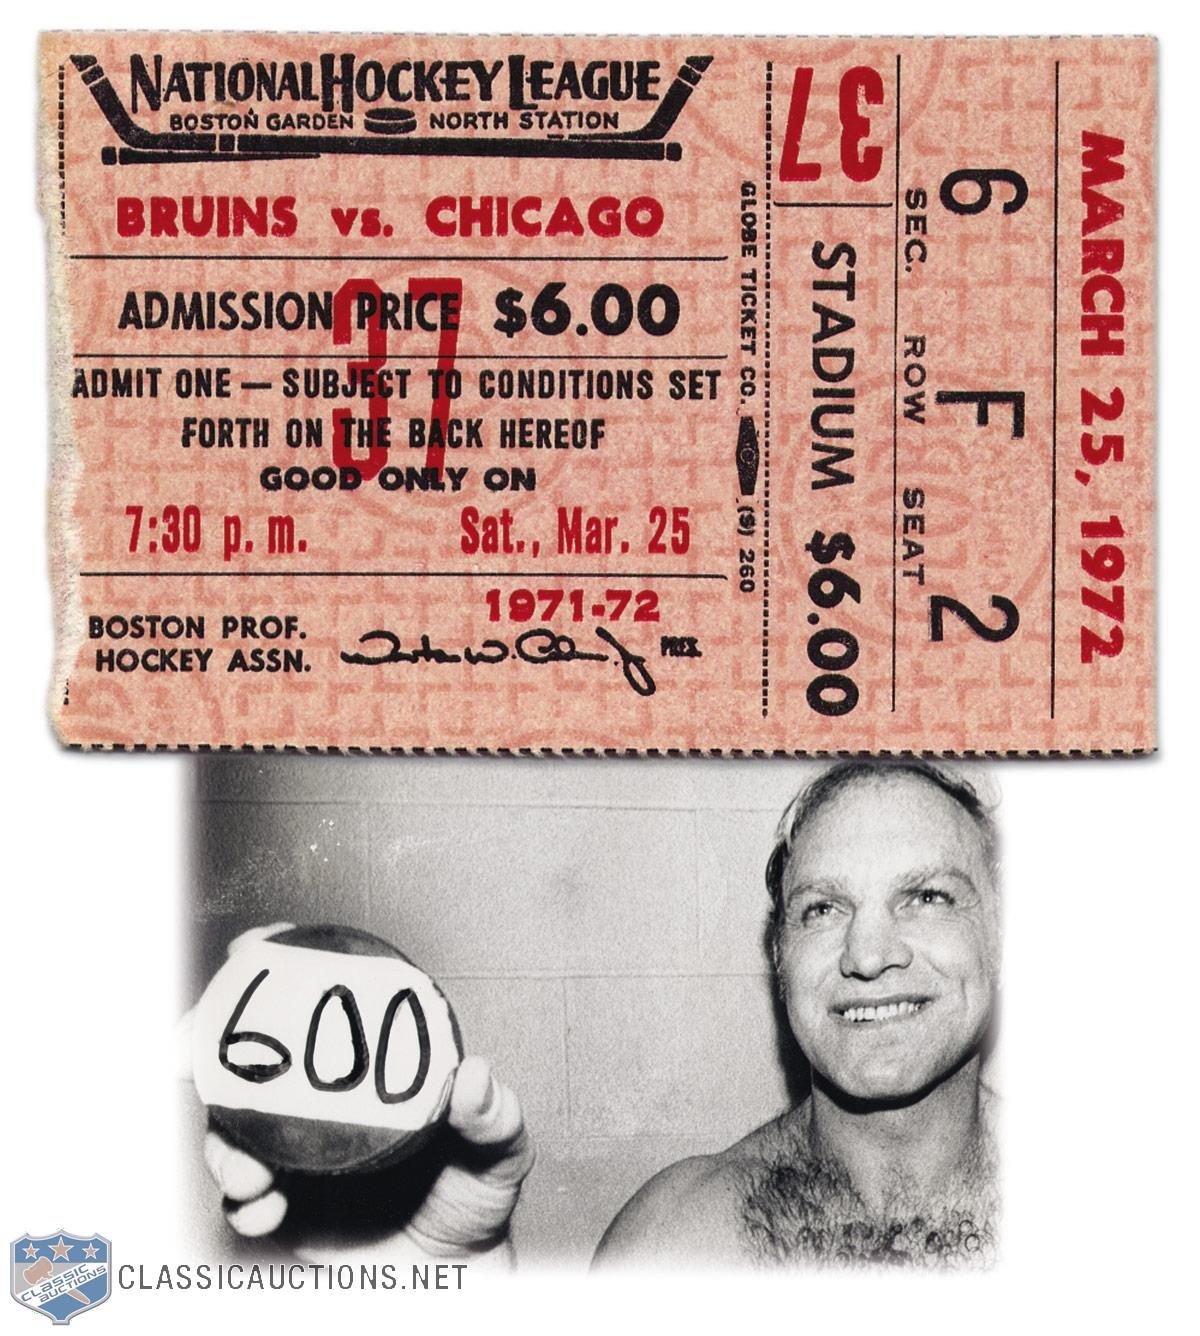 NATIONAL HOCKEY LEAGUE
BOSTON GARDEN NORTH STATION
BRUINS vs. CHICAGO
ADMISSION PRICE $6.00
37
ADMIT ONE — SUBJECT TO CONDITIONS SET
FORTH ON THE BACK HEREOF
GOOD ONLY ON
7:30 p. m. Sat., Mar. 25
1971-72
BOSTON PROF.
HOCKEY ASSN.
PRES.
GLOBE TICKET CO. (S) 260
37
STADIUM $6.00
SEC. ROW SEAT
6 F 2
MARCH 25, 1972
600
CLASSIC
AUCTIONS
CLASSICAUCTIONS.NET